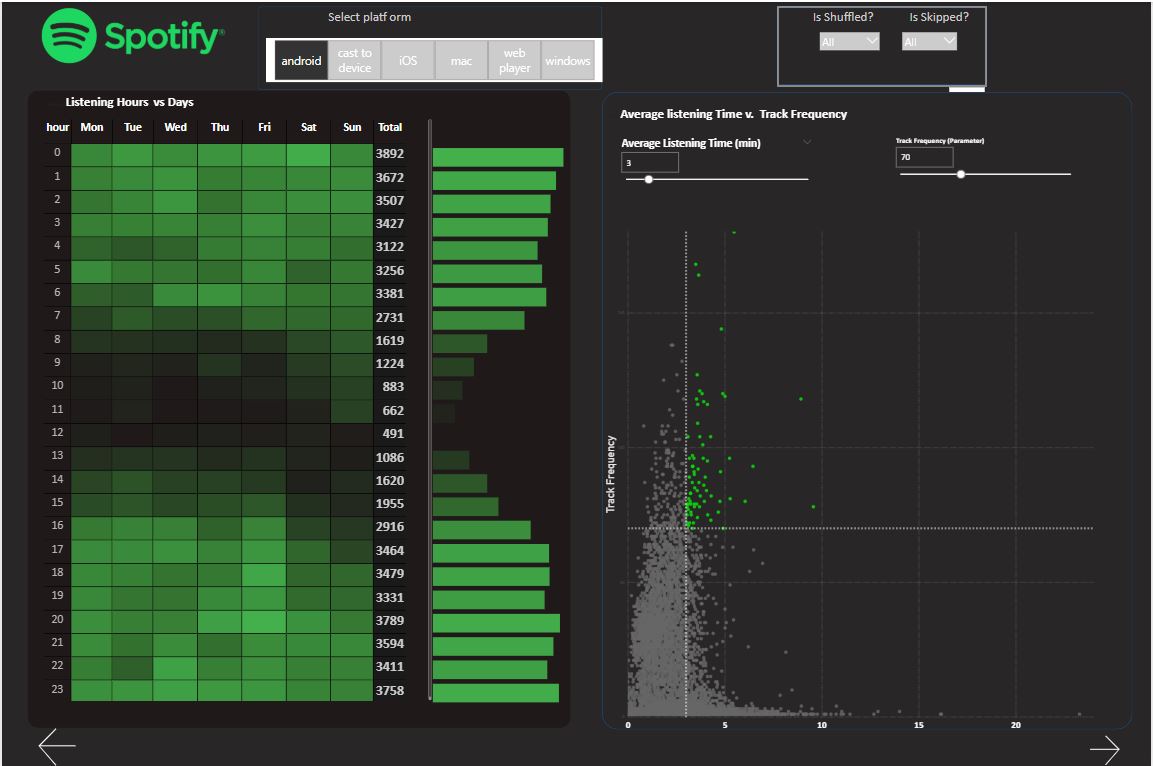 Spotify
Select platf orm
android
cast to
device
iOS
mac
web
player
windows
Is Shuffled? Is Skipped?
All All
Listening Hours vs Days
hour Mon Tue Wed Thu Fri Sat Sun Total
0 3892
1 3672
2 3507
3 3427
4 3122
5 3256
6 3381
7 2731
8 1619
9 1224
10 883
11 662
12 491
13 1086
14 1620
15 1955
16 2916
17 3464
18 3479
19 3331
20 3789
21 3594
22 3411
23 3758
Average listening Time v. Track Frequency
Average Listening Time (min)
3
Track Frequency (Parameter)
70
Track Frequency
0 5 10 15 20